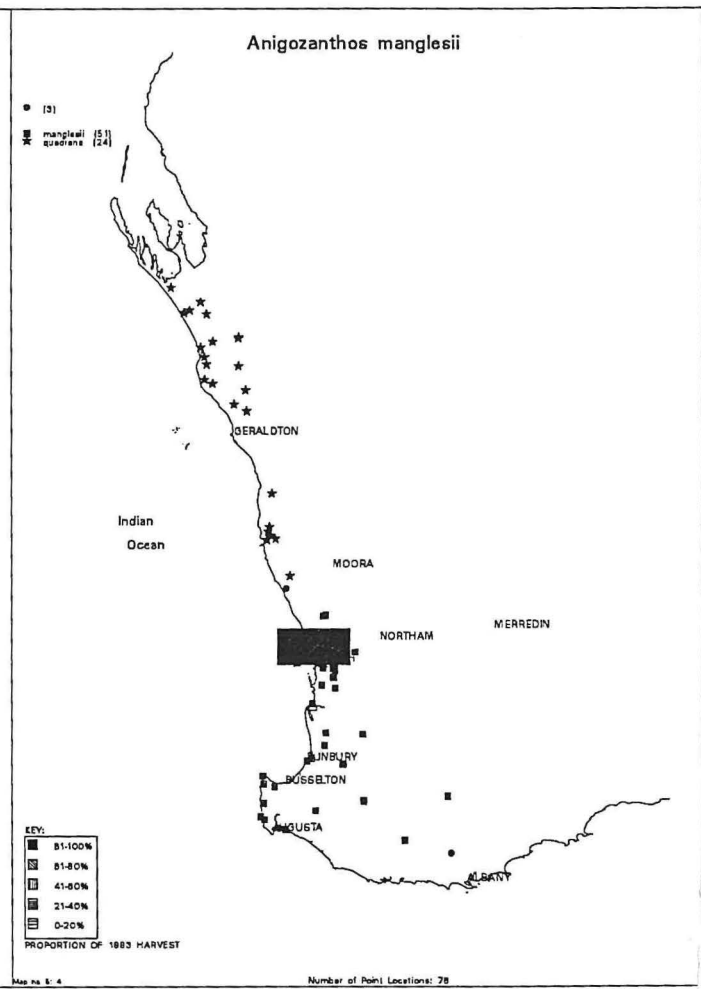 Anigozanthos manglesii
(3)
manglesii (51)
quadrans (24)
GERALDTON
Indian
Ocean
MOORA
NORTHAM
MERREDIN
UNBURY
BUSSELTON
UGUSTA
ALBANY
KEY:
81-100%
61-80%
41-60%
21-40%
0-20%
PROPORTION OF 1983 HARVEST
Map no 5: 4
Number of Point Locations: 78